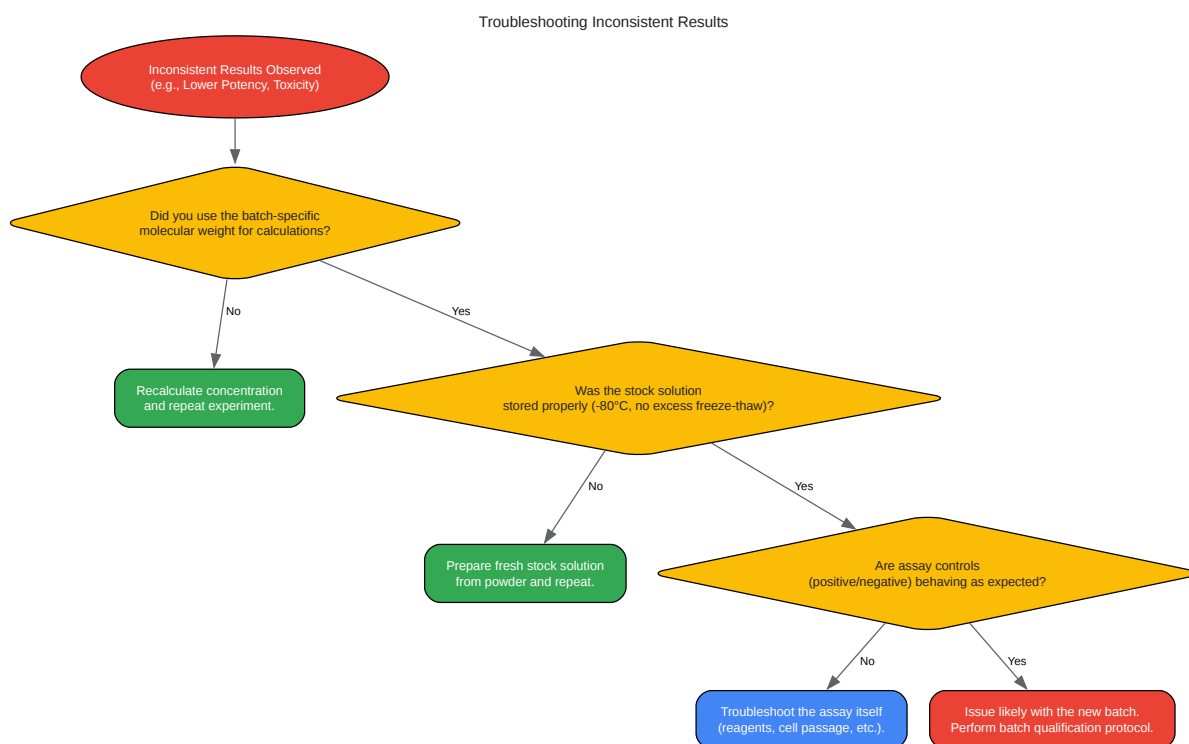 Troubleshooting Inconsistent Results
Inconsistent Results Observed
(e.g., Lower Potency, Toxicity)
Did you use the batch-specific
molecular weight for calculations?
No
Yes
Recalculate concentration
and repeat experiment.
Was the stock solution
stored properly (-80°C, no excess freeze-thaw)?
No
Yes
Prepare fresh stock solution
from powder and repeat.
Are assay controls
(positive/negative) behaving as expected?
No
Yes
Troubleshoot the assay itself
(reagents, cell passage, etc.).
Issue likely with the new batch.
Perform batch qualification protocol.